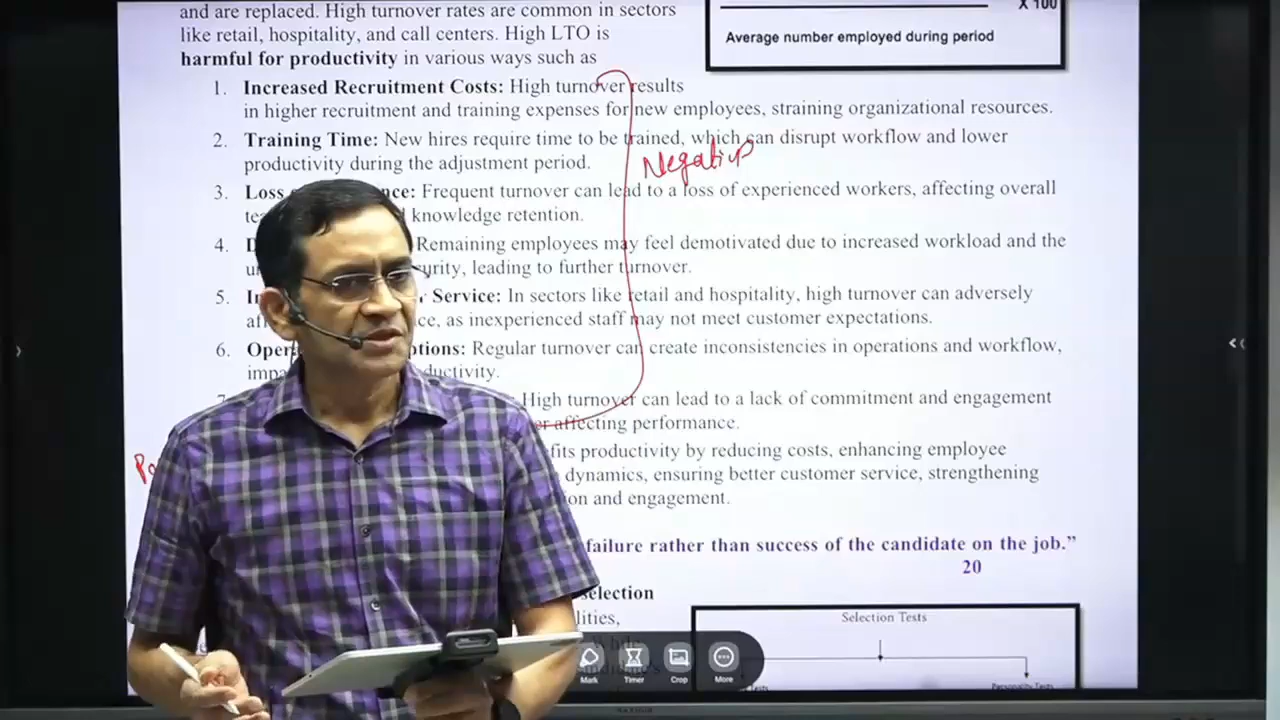 and are replaced. High turnover rates are common in sectors
like retail, hospitality, and call centers. High LTO is
harmful for productivity in various ways such as
X 100
Average number employed during period
1. Increased Recruitment Costs: High turnover results
in higher recruitment and training expenses for new employees, straining organizational resources.
2. Training Time: New hires require time to be trained, which can disrupt workflow and lower
productivity during the adjustment period.
Negative
3. Loss Frequent turnover can lead to a loss of experienced workers, affecting overall
knowledge retention.
4. Remaining employees may feel demotivated due to increased workload and the
leading to further turnover.
5. Service: In sectors like retail and hospitality, high turnover can adversely
as inexperienced staff may not meet customer expectations.
6. Regular turnover can create inconsistencies in operations and workflow,
High turnover can lead to a lack of commitment and engagement
affecting performance.
productivity by reducing costs, enhancing employee
dynamics, ensuring better customer service, strengthening
and engagement.
failure rather than success of the candidate on the job.”
20
selection
Selection Tests
Mark Timer Crop More
Personality Tests